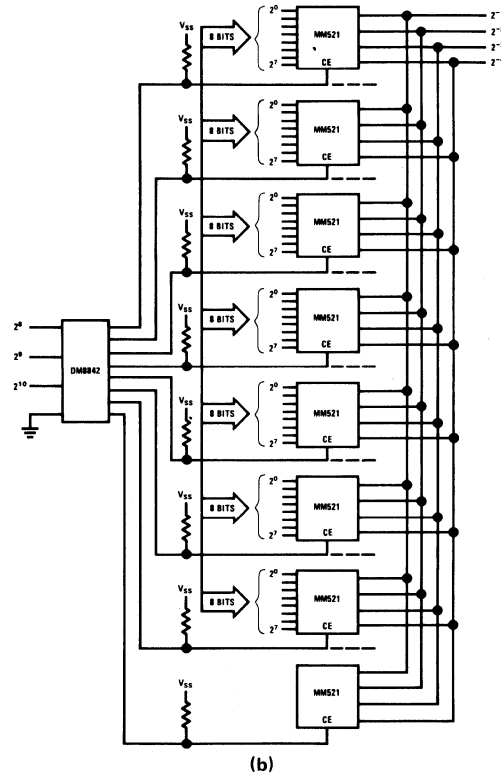 VSS
8 BITS
2⁰
2⁷
MM521
CE
2⁻
2⁻
2⁻
2⁻
VSS
8 BITS
2⁰
2⁷
MM521
CE
VSS
8 BITS
2⁰
2⁷
MM521
CE
VSS
8 BITS
2⁰
2⁷
MM521
CE
2⁸
2⁹
2¹⁰
DM8842
VSS
8 BITS
2⁰
2⁷
MM521
CE
VSS
8 BITS
2⁰
2⁷
MM521
CE
VSS
8 BITS
2⁰
2⁷
MM521
CE
VSS
MM521
CE
(b)